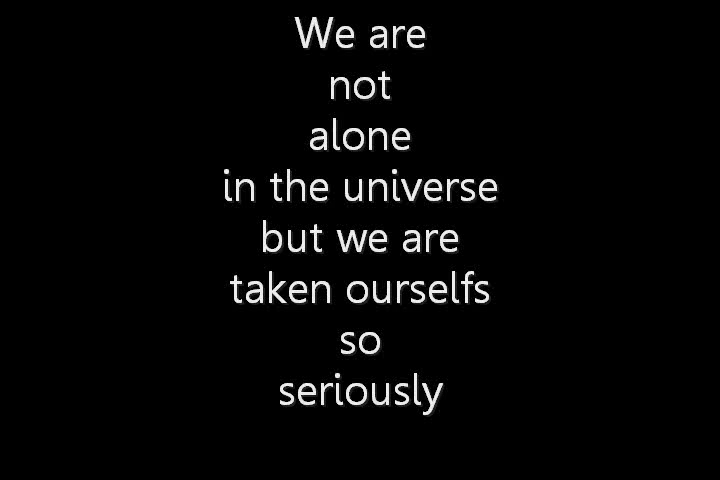 We are
not
alone
in the universe
but we are
taken ourselfs
so
seriously